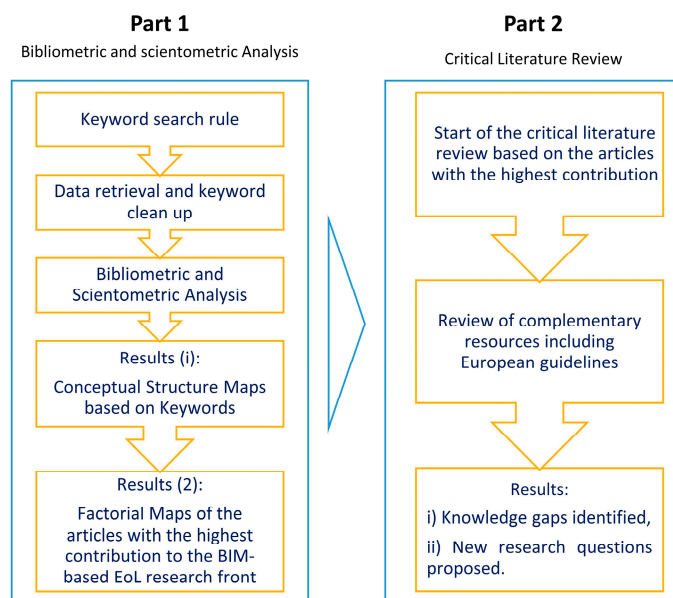 Part 1
Bibliometric and scientometric Analysis
Keyword search rule
Data retrieval and keyword
clean up
Bibliometric and
Scientometric Analysis
Results (i):
Conceptual Structure Maps
based on Keywords
Results (2):
Factorial Maps of the
articles with the highest
contribution to the BIM-
based EoL research front
Part 2
Critical Literature Review
Start of the critical literature
review based on the articles
with the highest contribution
Review of complementary
resources including
European guidelines
Results:
i) Knowledge gaps identified,
ii) New research questions
proposed.